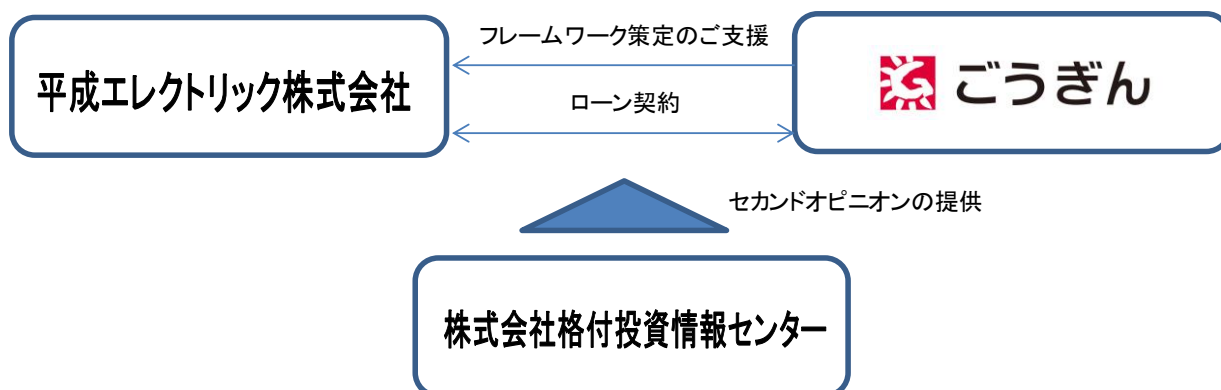 フレームワーク策定のご支援
平成エレクトリック株式会社
ごうぎん
ローン契約
セカンドオピニオンの提供
株式会社格付投資情報センター